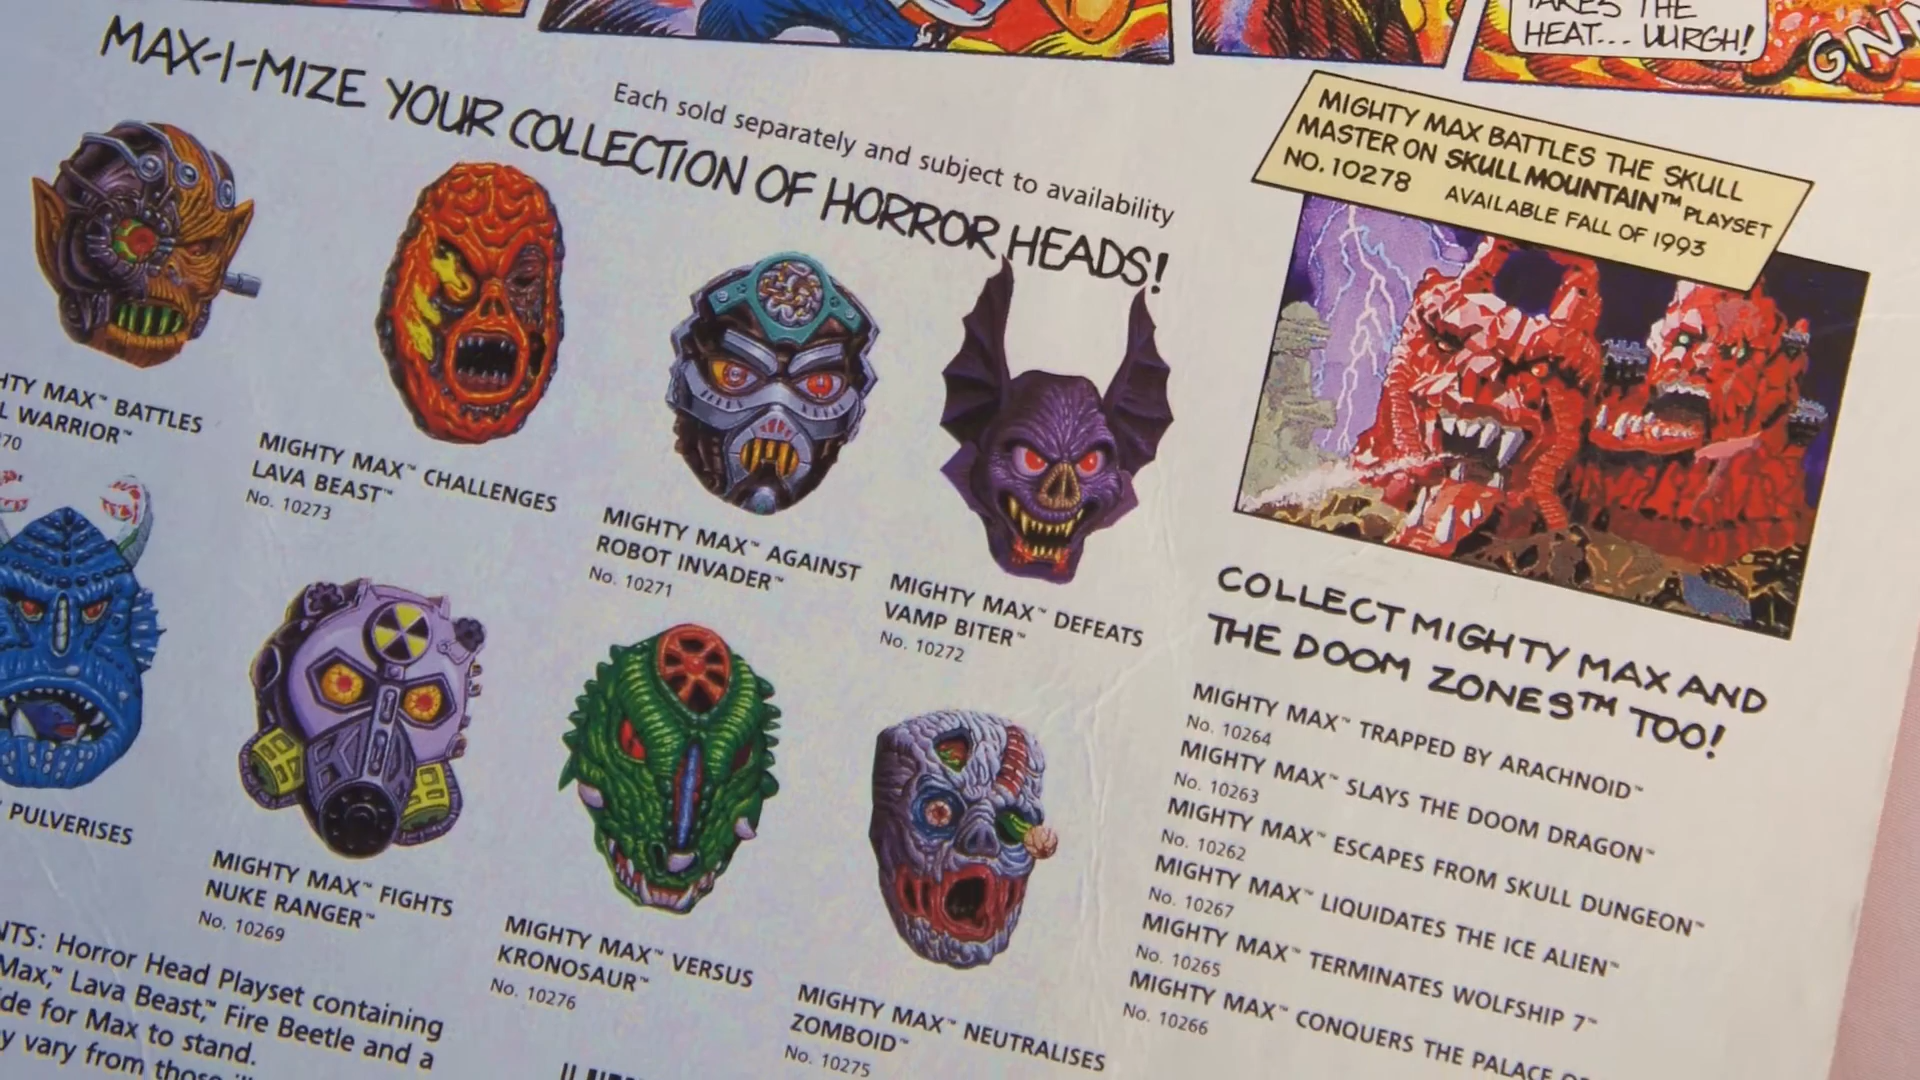 TAKES THE
HEAT... UURGH!
MAX-I-MIZE YOUR COLLECTION OF HORROR HEADS!
Each sold separately and subject to availability
MIGHTY MAX BATTLES THE SKULL
MASTER ON SKULL MOUNTAIN™ PLAYSET
NO. 10278 AVAILABLE FALL OF 1993
MAX™ BATTLES
WARRIOR™
MIGHTY MAX™ CHALLENGES
LAVA BEAST™
No. 10273
MIGHTY MAX™ AGAINST
ROBOT INVADER™
No. 10271
MIGHTY MAX™ DEFEATS
VAMP BITER™
No. 10272
PULVERISES
MIGHTY MAX™ FIGHTS
NUKE RANGER™
No. 10269
MIGHTY MAX™ VERSUS
KRONOSAUR™
No. 10276
MIGHTY MAX™ NEUTRALISES
ZOMBOID™
No. 10275
COLLECT MIGHTY MAX AND
THE DOOM ZONES™ TOO!
MIGHTY MAX™ TRAPPED BY ARACHNOID™
No. 10264
MIGHTY MAX™ SLAYS THE DOOM DRAGON™
No. 10263
MIGHTY MAX™ ESCAPES FROM SKULL DUNGEON™
No. 10262
MIGHTY MAX™ LIQUIDATES THE ICE ALIEN™
No. 10267
MIGHTY MAX™ TERMINATES WOLFSHIP 7™
No. 10265
MIGHTY MAX™ CONQUERS THE PALACE OF
No. 10266
Horror Head Playset containing
Max,™ Lava Beast,™ Fire Beetle and a
for Max to stand.
vary from those